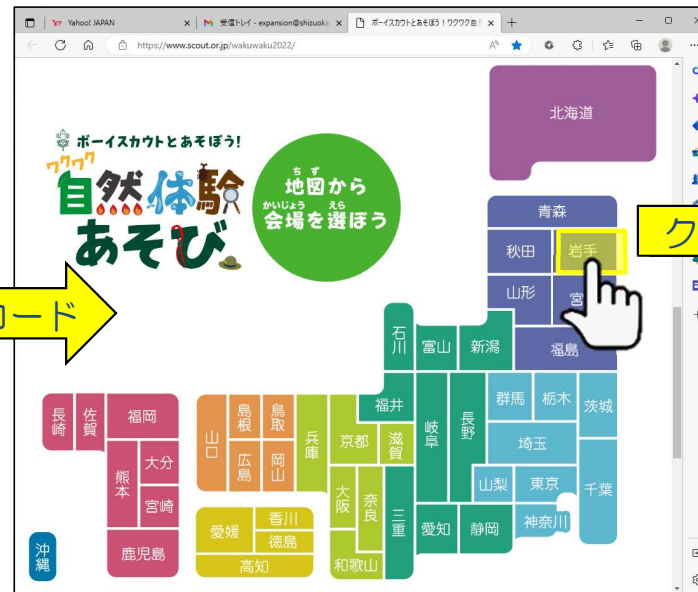 Yahoo! JAPAN
受信トレイ - expansion@shizuoka.
ボーイスカウトとあそぼう！ワクワク自
https://www.scout.or.jp/wakuwaku2022/
北海道
ボーイスカウトとあそぼう!
ワクワク
自然体験
あそび
ちず
地図から
かいじょう えら
会場を選ぼう
青森
ク
秋田 岩手
山形 宮
コード
石川 富山 新潟 福島
福井 岐阜 長野 群馬 栃木 茨城
長崎 佐賀 福岡 山口 島根 鳥取 兵庫 京都 滋賀 埼玉
熊本 大分 広島 岡山 大阪 奈良 三重 山梨 東京 千葉
宮崎 愛媛 香川 愛知 静岡 神奈川
沖縄 鹿児島 徳島
高知 和歌山